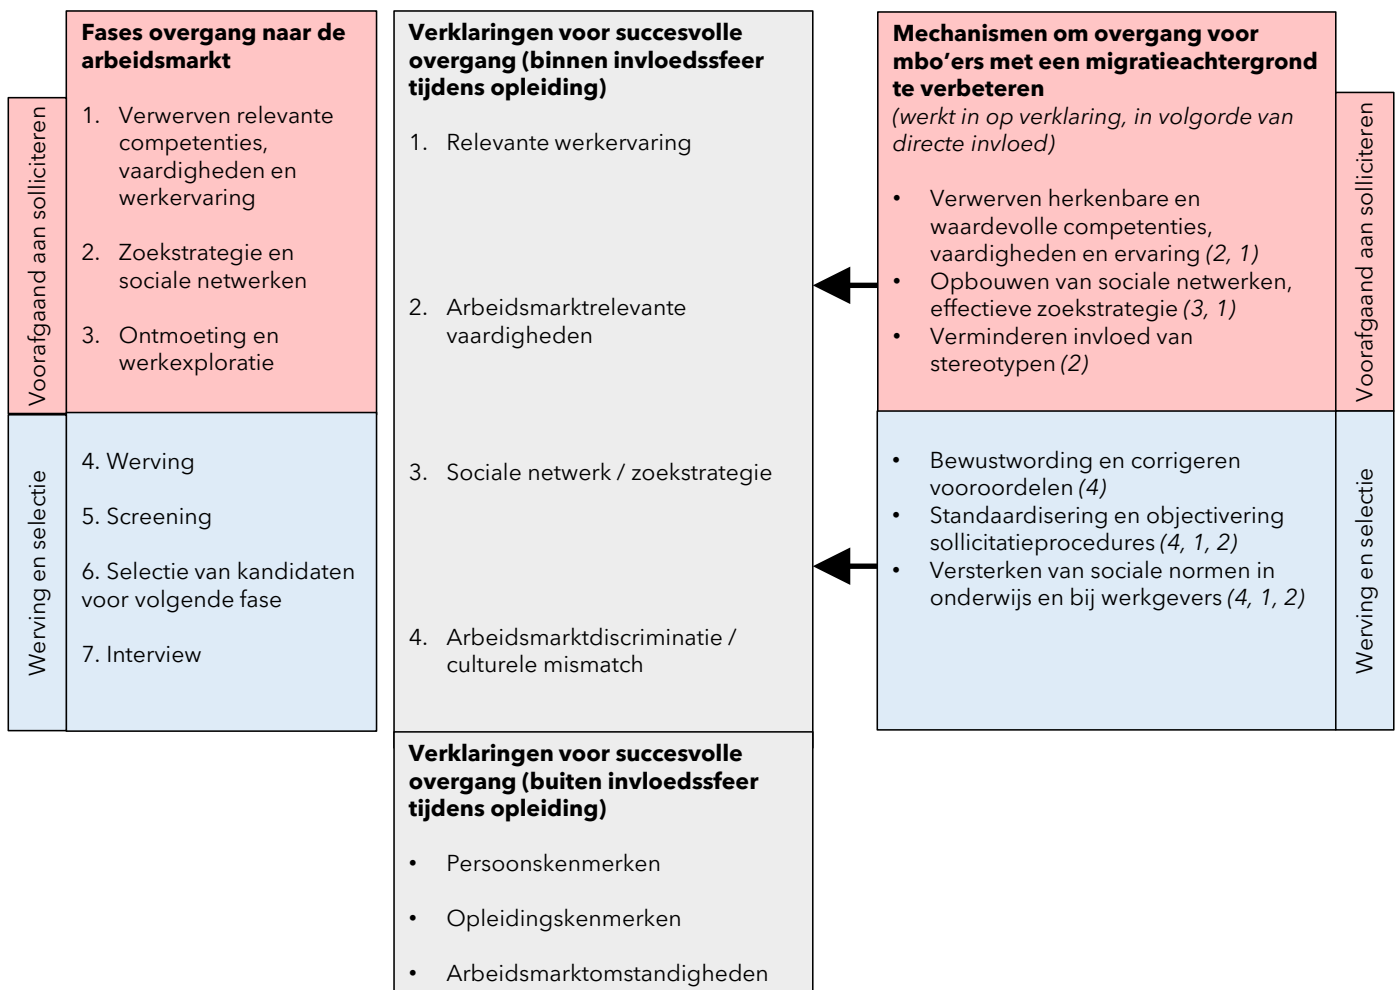 Voorafgaand aan solliciteren
Werving en selectie
Fases overgang naar de
arbeidsmarkt
1. Verwerven relevante
competenties,
vaardigheden en
werkervaring
2. Zoekstrategie en
sociale netwerken
3. Ontmoeting en
werkexploratie
4. Werving
5. Screening
6. Selectie van kandidaten
voor volgende fase
7. Interview
Verklaringen voor succesvolle
overgang (binnen invloedssfeer
tijdens opleiding)
1. Relevante werkervaring
2. Arbeidsmarktrelevante
vaardigheden
3. Sociale netwerk / zoekstrategie
4. Arbeidsmarktdiscriminatie /
culturele mismatch
Verklaringen voor succesvolle
overgang (buiten invloedssfeer
tijdens opleiding)
• Persoonskenmerken
• Opleidingskenmerken
• Arbeidsmarktomstandigheden
Mechanismen om overgang voor
mbo’ers met een migratieachtergrond
te verbeteren
(werkt in op verklaring, in volgorde van
directe invloed)
• Verwerven herkenbare en
waardevolle competenties,
vaardigheden en ervaring (2, 1)
• Opbouwen van sociale netwerken,
effectieve zoekstrategie (3, 1)
• Verminderen invloed van
stereotypen (2)
• Bewustwording en corrigeren
vooroordelen (4)
• Standaardisering en objectivering
sollicitatieprocedures (4, 1, 2)
• Versterken van sociale normen in
onderwijs en bij werkgevers (4, 1, 2)
Voorafgaand aan solliciteren
Werving en selectie